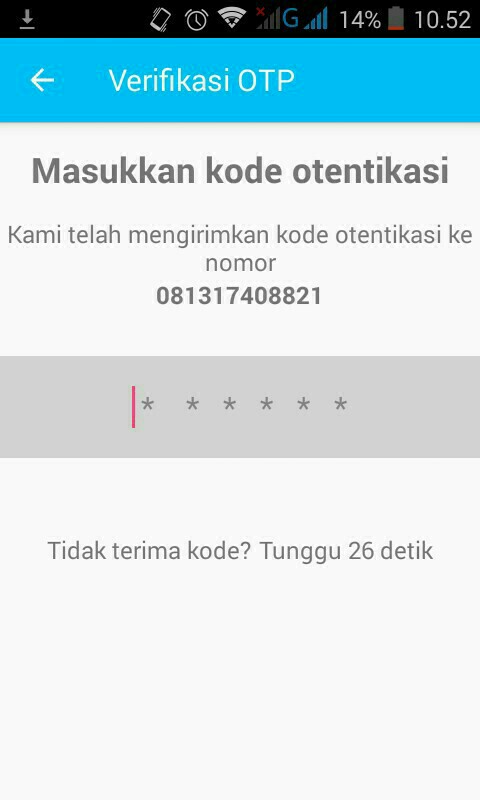 G 14% 10.52
Verifikasi OTP
Masukkan kode otentikasi
Kami telah mengirimkan kode otentikasi ke
nomor
081317408821
* * * * * *
Tidak terima kode? Tunggu 26 detik